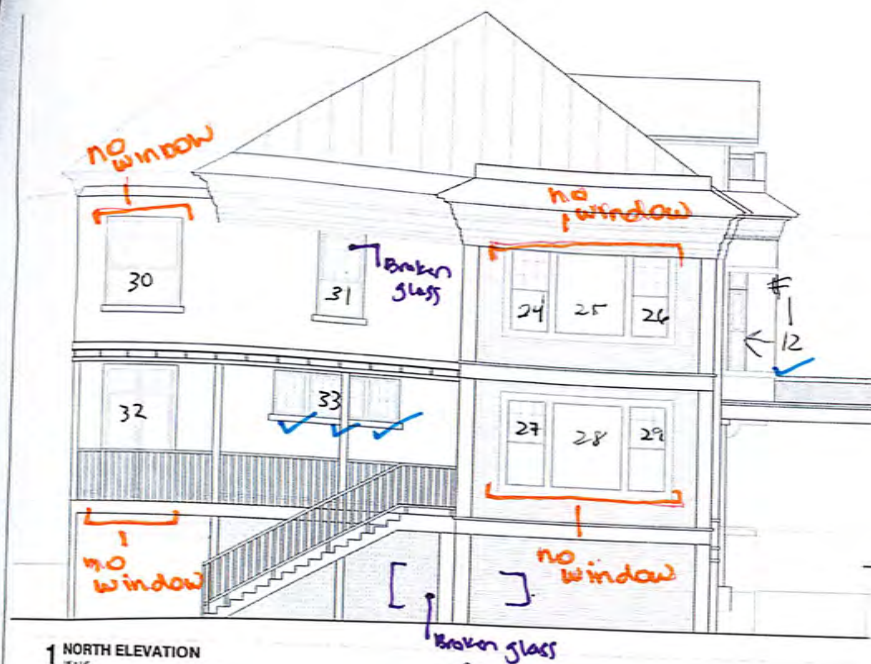 no
window
no
window
Broken
glass
30
31
24 25 26
#
12
32
33
27 28 29
no
window
no
window
Broken glass
1 NORTH ELEVATION